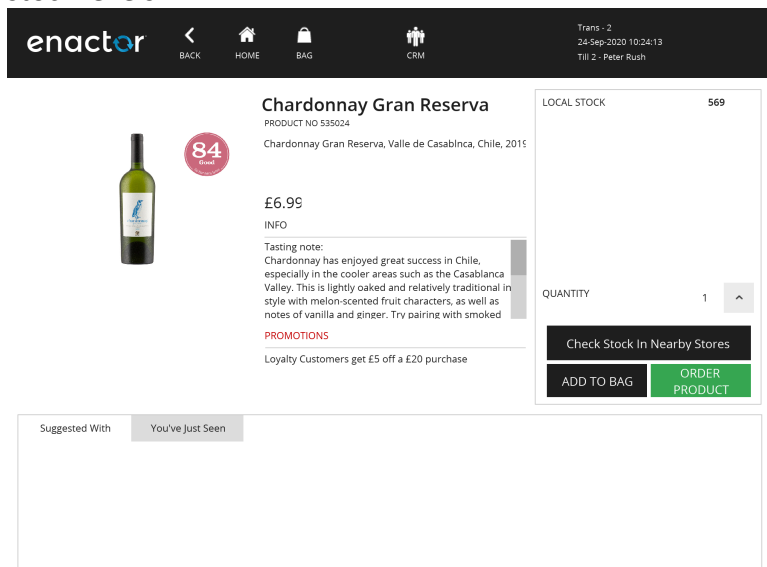 enactor
BACK
HOME
BAG
CRM
Trans - 2
24-Sep-2020 10:24:13
Till 2 - Peter Rush
84
Good
Chardonnay Gran Reserva
PRODUCT NO 535024
Chardonnay Gran Reserva, Valle de Casablnca, Chile, 2019
£6.99
INFO
Tasting note:
Chardonnay has enjoyed great success in Chile,
especially in the cooler areas such as the Casablanca
Valley. This is lightly oaked and relatively traditional in
style with melon-scented fruit characters, as well as
notes of vanilla and ginger. Try pairing with smoked
PROMOTIONS
Loyalty Customers get £5 off a £20 purchase
LOCAL STOCK 569
QUANTITY 1
Check Stock In Nearby Stores
ADD TO BAG
ORDER
PRODUCT
Suggested With
You've Just Seen